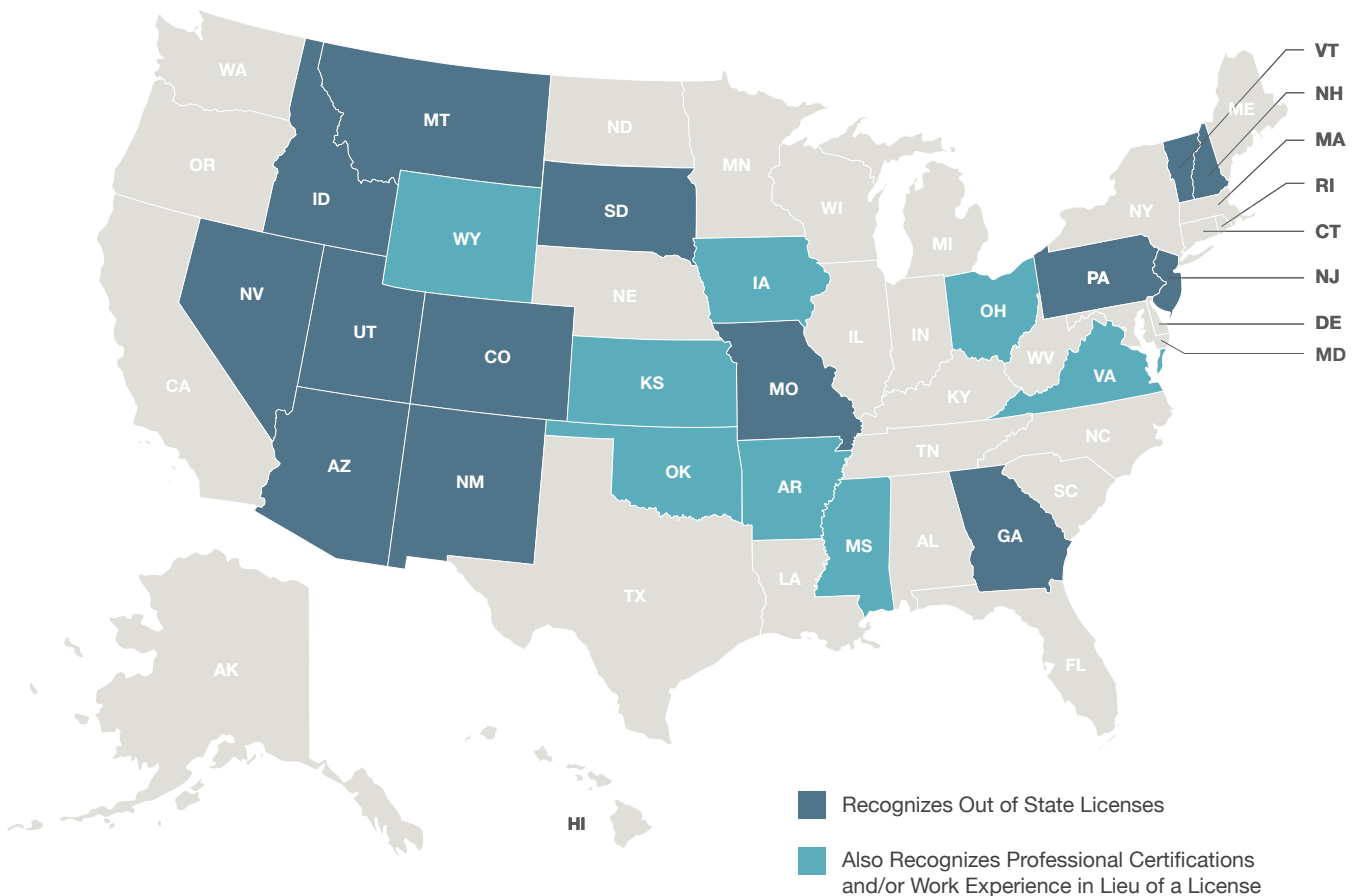 WA
MT
ND
MN
ME
VT
NH
MA
RI
CT
NJ
DE
MD
OR
ID
SD
WI
MI
NY
WY
NV
UT
CO
NE
IA
IL
IN
OH
PA
WV
VA
CA
KS
MO
KY
AZ
NM
OK
AR
TN
NC
SC
MS
AL
GA
TX
LA
FL
AK
HI
Recognizes Out of State Licenses
Also Recognizes Professional Certifications
and/or Work Experience in Lieu of a License